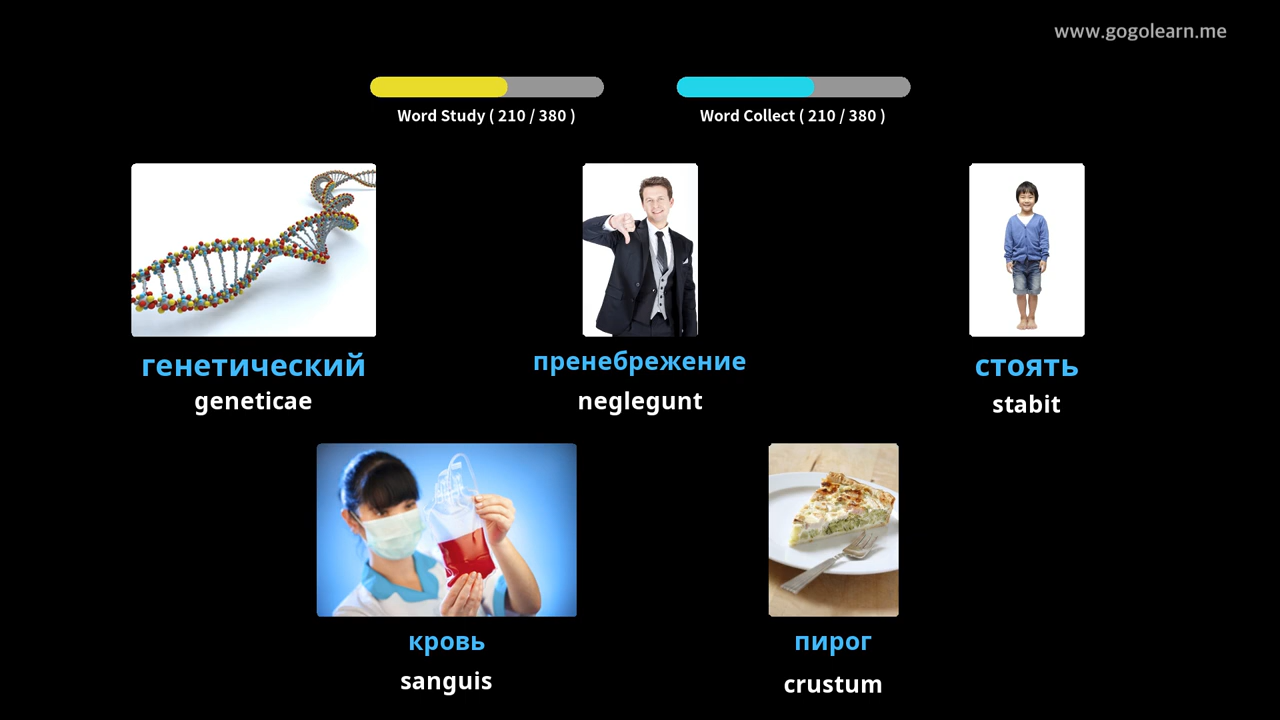 www.gogolearn.me
Word Study ( 210 / 380 )
Word Collect ( 210 / 380 )
генетический
geneticae
пренебрежение
neglegunt
стоять
stabit
кровь
sanguis
пирог
crustum